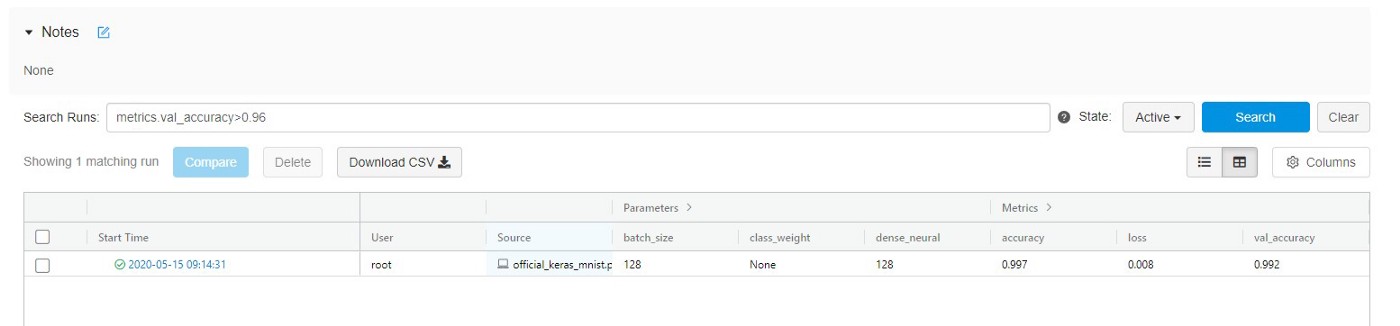 Notes
None
Search Runs: metrics.val_accuracy>0.96 ? State: Active Search Clear
Showing 1 matching run Compare Delete Download CSV Columns
Parameters > Metrics >
Start Time User Source batch_size class_weight dense_neural accuracy loss val_accuracy
2020-05-15 09:14:31 root official_keras_mnist.p 128 None 128 0.997 0.008 0.992